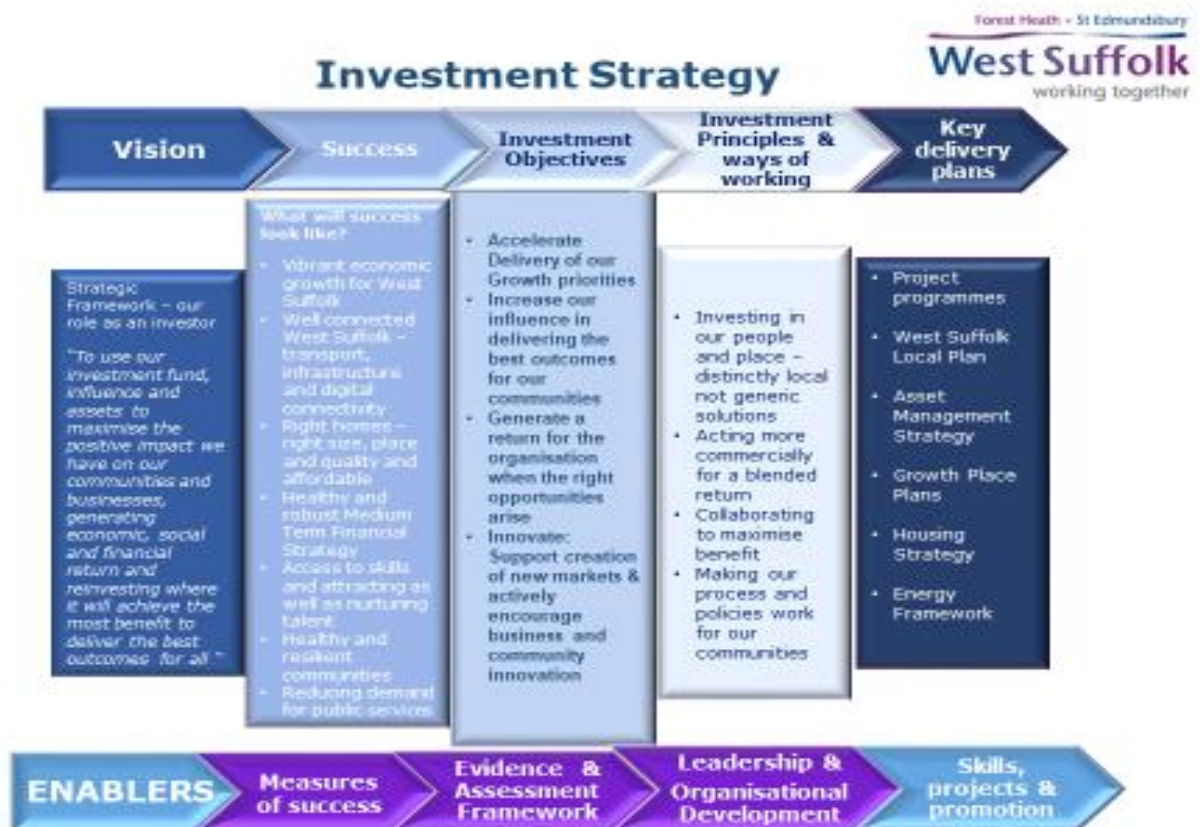 Forest Heath • St Edmundsbury
West Suffolk
working together
Investment Strategy
Vision
Success
Investment
Objectives
Investment
Principles &
ways of
working
Key
delivery
plans
Strategic
Framework – our
role as an investor
"To use our
investment fund,
influence and
assets to
maximise the
positive impact we
have on our
communities and
businesses,
generating
economic, social
and financial
return and
reinvesting where
it will achieve the
most benefit to
deliver the best
outcomes for all "
What will success
look like?
• Vibrant economic
growth for West
Suffolk
• Well connected
West Suffolk –
transport,
infrastructure
and digital
connectivity
• Right homes –
right size, place
and quality and
affordable
• Healthy and
robust Medium
Term Financial
Strategy
• Access to skills
and attracting as
well as nurturing
talent
• Healthy and
resilient
communities
• Reducing demand
for public services
• Accelerate
Delivery of our
Growth priorities
• Increase our
influence in
delivering the
best outcomes
for our
communities
• Generate a
return for the
organisation
when the right
opportunities
arise
• Innovate:
Support creation
of new markets &
actively
encourage
business and
community
innovation
• Investing in
our people
and place –
distinctly local
not generic
solutions
• Acting more
commercially
for a blended
return
• Collaborating
to maximise
benefit
• Making our
process and
policies work
for our
communities
• Project
programmes
• West Suffolk
Local Plan
• Asset
Management
Strategy
• Growth Place
Plans
• Housing
Strategy
• Energy
Framework
ENABLERS
Measures
of success
Evidence &
Assessment
Framework
Leadership &
Organisational
Development
Skills,
projects &
promotion